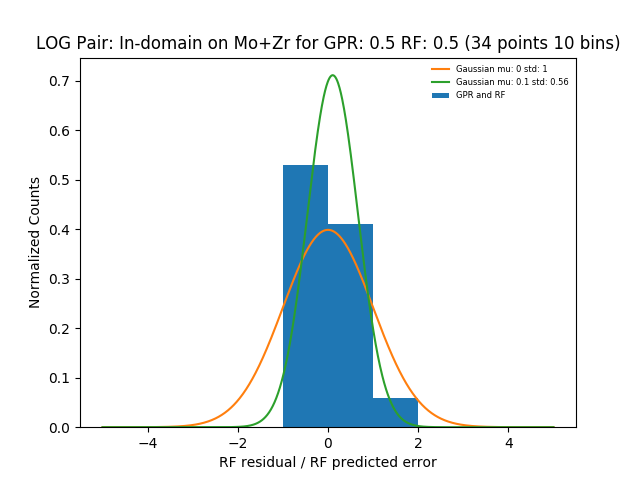 LOG Pair: In-domain on Mo+Zr for GPR: 0.5 RF: 0.5 (34 points 10 bins)
Gaussian mu: 0 std: 1
Gaussian mu: 0.1 std: 0.56
GPR and RF
Normalized Counts
0.7
0.6
0.5
0.4
0.3
0.2
0.1
0.0
−4 −2 0 2 4
RF residual / RF predicted error